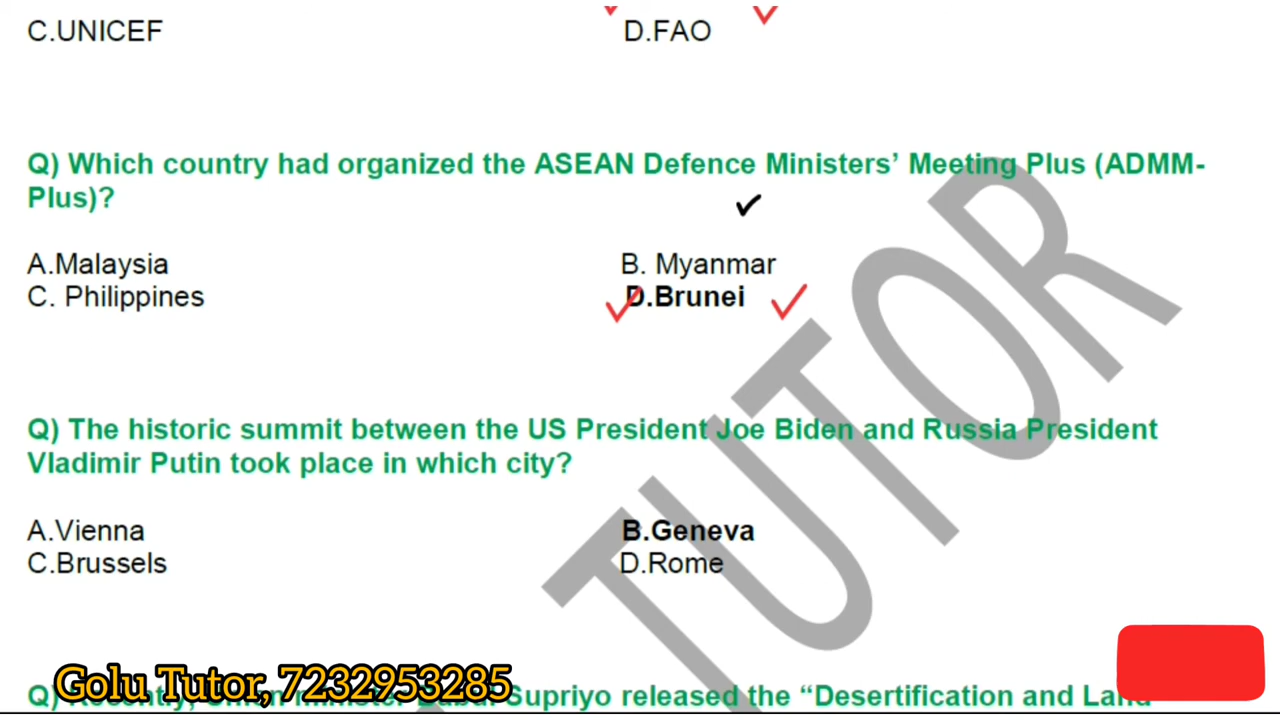 C.UNICEF D.FAO
Q) Which country had organized the ASEAN Defence Ministers’ Meeting Plus (ADMM-
Plus)?
A.Malaysia B. Myanmar
C. Philippines D.Brunei
Q) The historic summit between the US President Joe Biden and Russia President
Vladimir Putin took place in which city?
A.Vienna B.Geneva
C.Brussels D.Rome
Q) Supriyo released the “Desertification and
Golu Tutor, 7232953285
TUTOR